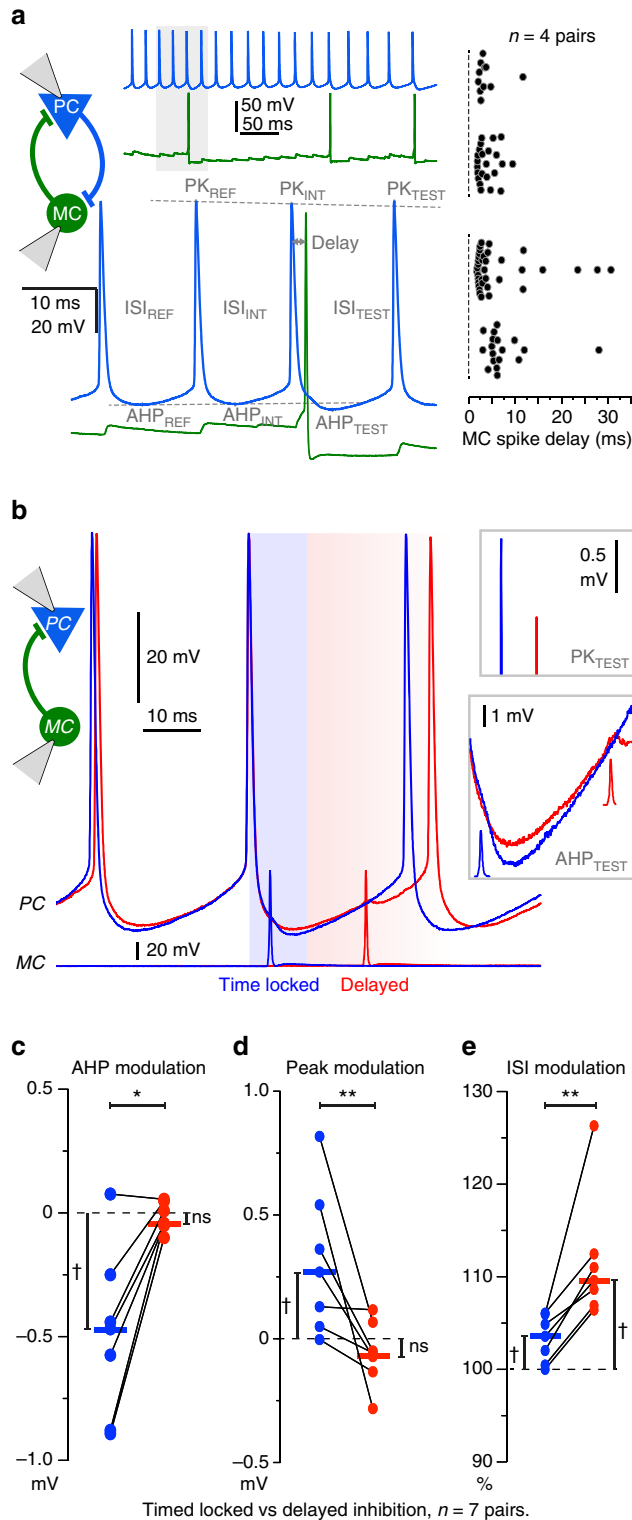 a
n = 4 pairs
PC
MC
50 mV
50 ms
PK_REF
PK_INT
PK_TEST
Delay
10 ms
20 mV
ISI_REF
ISI_INT
ISI_TEST
AHP_REF
AHP_INT
AHP_TEST
0 10 20 30
MC spike delay (ms)
b
PC
MC
20 mV
10 ms
0.5
mV
PK_TEST
1 mV
AHP_TEST
PC
20 mV
MC
Time locked
Delayed
c
AHP modulation
0.5
0
−0.5
−1.0
mV
*
†
ns
d
Peak modulation
1.0
0.5
0
−0.5
mV
**
†
ns
e
ISI modulation
130
120
110
100
90
%
**
†
†
Timed locked vs delayed inhibition, n = 7 pairs.